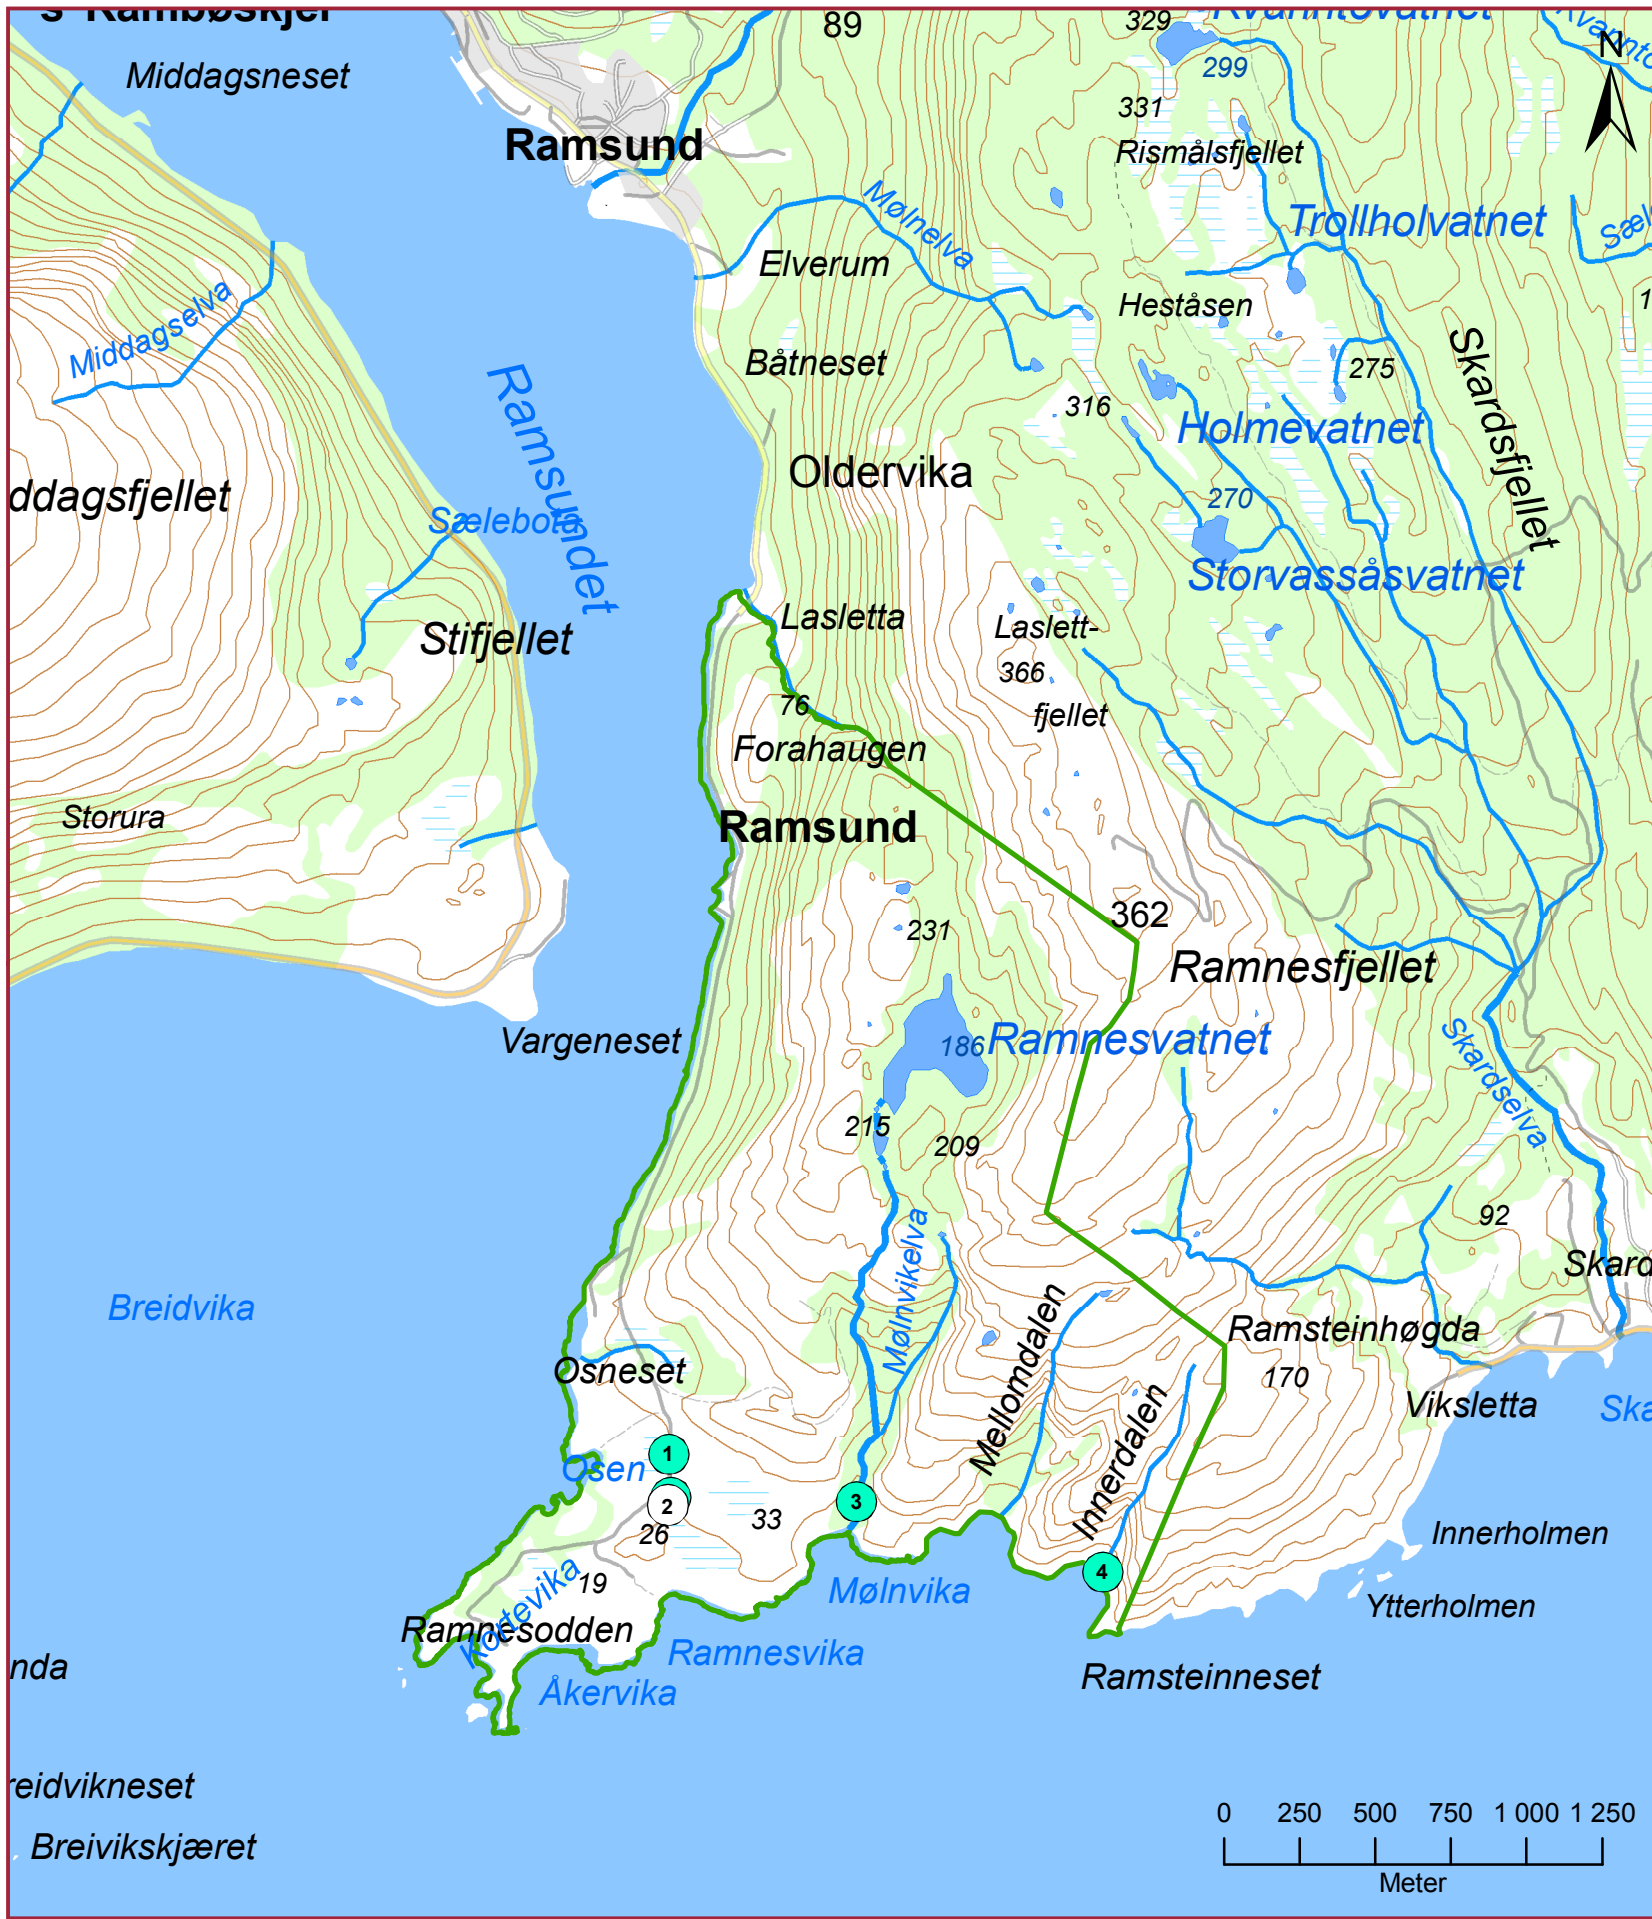 Middagsneset
89
329
Kvanntovatnet
299
N
331
Ramsund
Rismålsfjellet
Mølnelva
Trollholvatnet
Elverum
Middagselva
Heståsen
Båtneset
275
316
Skardsfjellet
Holmevatnet
Ramsundet
Oldervika
ddagsfjellet
270
Storvassåsvatnet
Stifjellet
Lasletta
Laslett-
366
76
fjellet
Forahaugen
Storura
Ramsund
362
231
Ramnesfjellet
Vargeneset
186
Ramnesvatnet
Skardselva
215
209
92
Mølnvikelva
Skard
Breidvika
Mellomdalen
Ramsteinhøgda
Osneset
170
Innerdalen
Viksletta
Ska
1
Osen
2
3
33
26
Innerholmen
4
19
Mølnvika
Ytterholmen
Kortevika
Ramnesodden
Ramnesvika
nda
Ramsteinneset
Åkervika
reidvikneset
0 250 500 750 1 000 1 250
Breivikskjæret
Meter